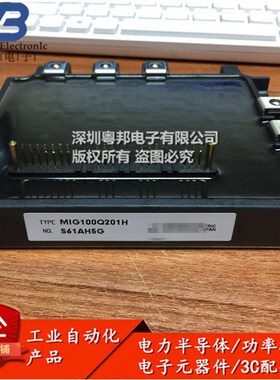 Electronic
深圳粤邦电子有限公司
版权所有 盗图必究
TYPE MIG100Q201H
NO. S61AH5G
工业自动化
产品
电力半导体/功率
电子元器件/3C配